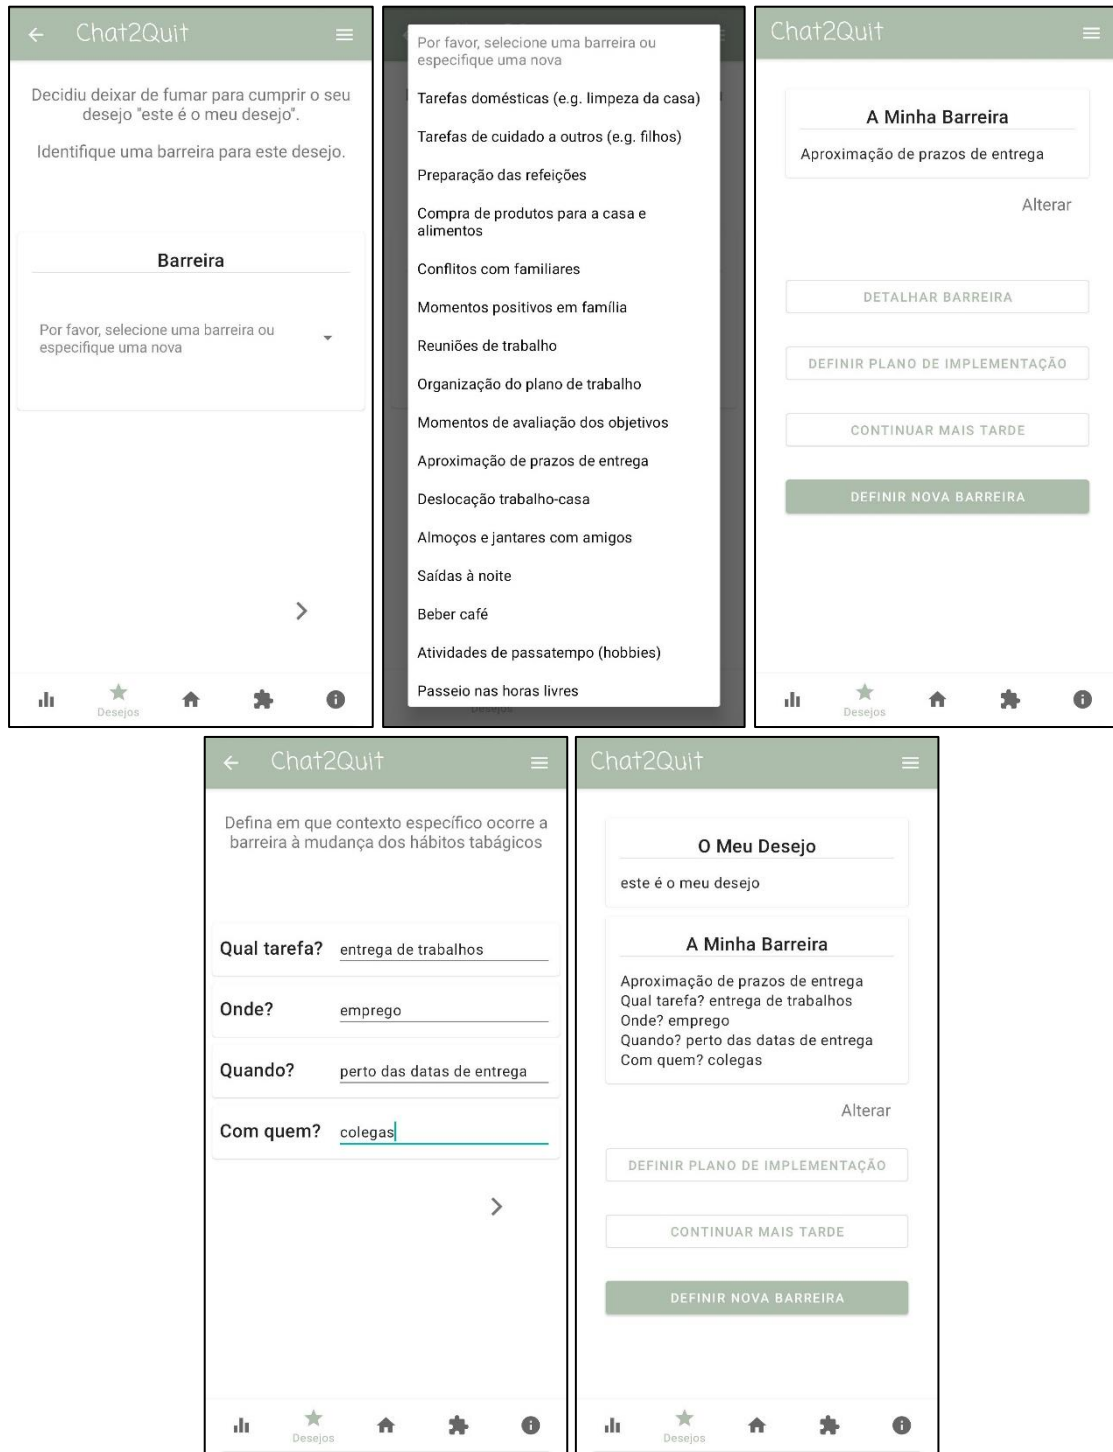 Chat2Quit
Decidiu deixar de fumar para cumprir o seu
desejo "este é o meu desejo".
Identifique uma barreira para este desejo.
Barreira
Por favor, selecione uma barreira ou
especifique uma nova
Desejos
Por favor, selecione uma barreira ou
especifique uma nova
Tarefas domésticas (e.g. limpeza da casa)
Tarefas de cuidado a outros (e.g. filhos)
Preparação das refeições
Compra de produtos para a casa e
alimentos
Conflitos com familiares
Momentos positivos em família
Reuniões de trabalho
Organização do plano de trabalho
Momentos de avaliação dos objetivos
Aproximação de prazos de entrega
Deslocação trabalho-casa
Almoços e jantares com amigos
Saídas à noite
Beber café
Atividades de passatempo (hobbies)
Passeio nas horas livres
Desejos
Chat2Quit
A Minha Barreira
Aproximação de prazos de entrega
Alterar
DETALHAR BARREIRA
DEFINIR PLANO DE IMPLEMENTAÇÃO
CONTINUAR MAIS TARDE
DEFINIR NOVA BARREIRA
Desejos
Chat2Quit
Defina em que contexto específico ocorre a
barreira à mudança dos hábitos tabágicos
Qual tarefa? entrega de trabalhos
Onde? emprego
Quando? perto das datas de entrega
Com quem? colegas
Desejos
Chat2Quit
O Meu Desejo
este é o meu desejo
A Minha Barreira
Aproximação de prazos de entrega
Qual tarefa? entrega de trabalhos
Onde? emprego
Quando? perto das datas de entrega
Com quem? colegas
Alterar
DEFINIR PLANO DE IMPLEMENTAÇÃO
CONTINUAR MAIS TARDE
DEFINIR NOVA BARREIRA
Desejos